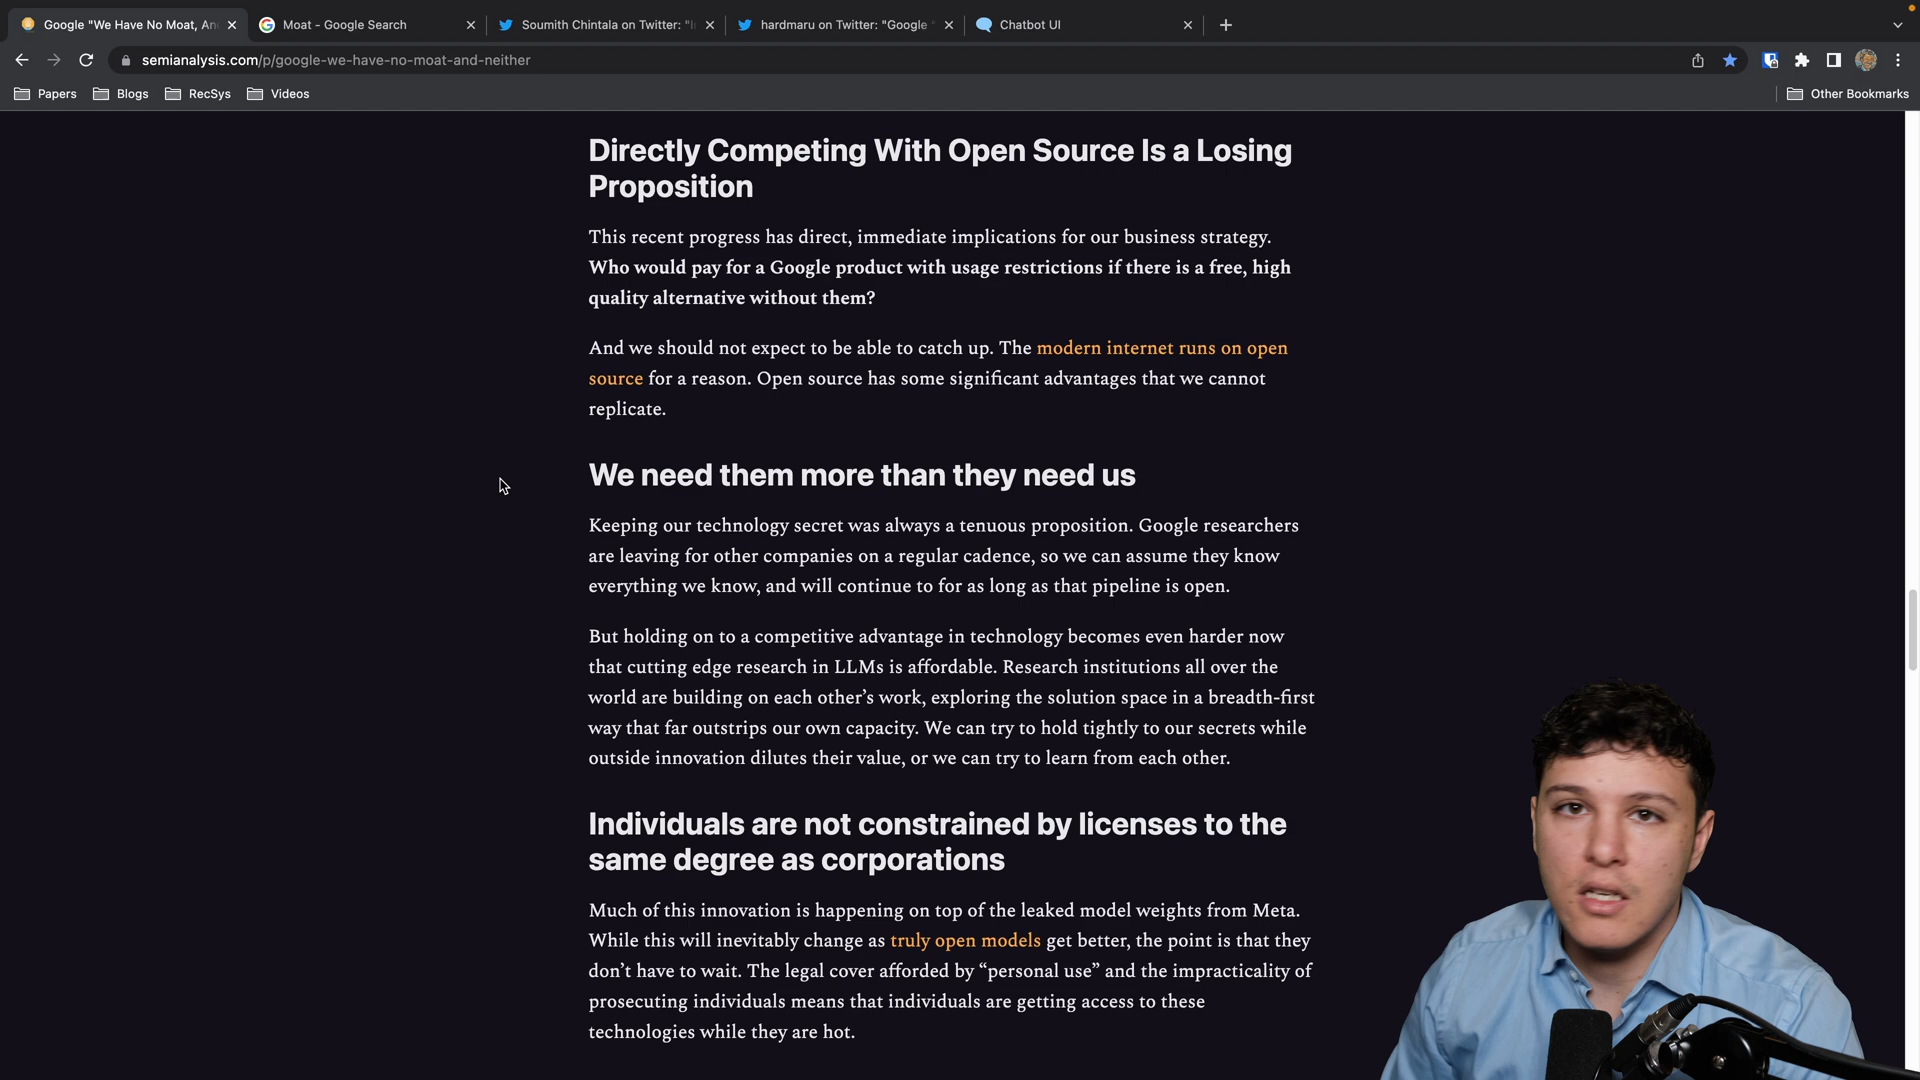 Google "We Have No Moat, An
Moat - Google Search
Soumith Chintala on Twitter: "I
hardmaru on Twitter: "Google "
Chatbot UI
semianalysis.com/p/google-we-have-no-moat-and-neither
Papers
Blogs
RecSys
Videos
Other Bookmarks
Directly Competing With Open Source Is a Losing
Proposition
This recent progress has direct, immediate implications for our business strategy.
Who would pay for a Google product with usage restrictions if there is a free, high
quality alternative without them?
And we should not expect to be able to catch up. The modern internet runs on open
source for a reason. Open source has some significant advantages that we cannot
replicate.
We need them more than they need us
Keeping our technology secret was always a tenuous proposition. Google researchers
are leaving for other companies on a regular cadence, so we can assume they know
everything we know, and will continue to for as long as that pipeline is open.
But holding on to a competitive advantage in technology becomes even harder now
that cutting edge research in LLMs is affordable. Research institutions all over the
world are building on each other’s work, exploring the solution space in a breadth-first
way that far outstrips our own capacity. We can try to hold tightly to our secrets while
outside innovation dilutes their value, or we can try to learn from each other.
Individuals are not constrained by licenses to the
same degree as corporations
Much of this innovation is happening on top of the leaked model weights from Meta.
While this will inevitably change as truly open models get better, the point is that they
don’t have to wait. The legal cover afforded by “personal use” and the impracticality of
prosecuting individuals means that individuals are getting access to these
technologies while they are hot.